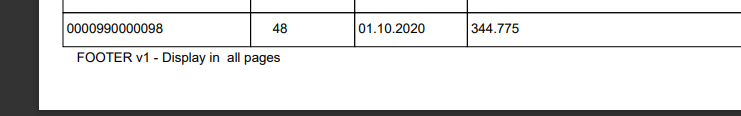 0000990000098 48 01.10.2020 344.775
FOOTER v1 - Display in  all pages